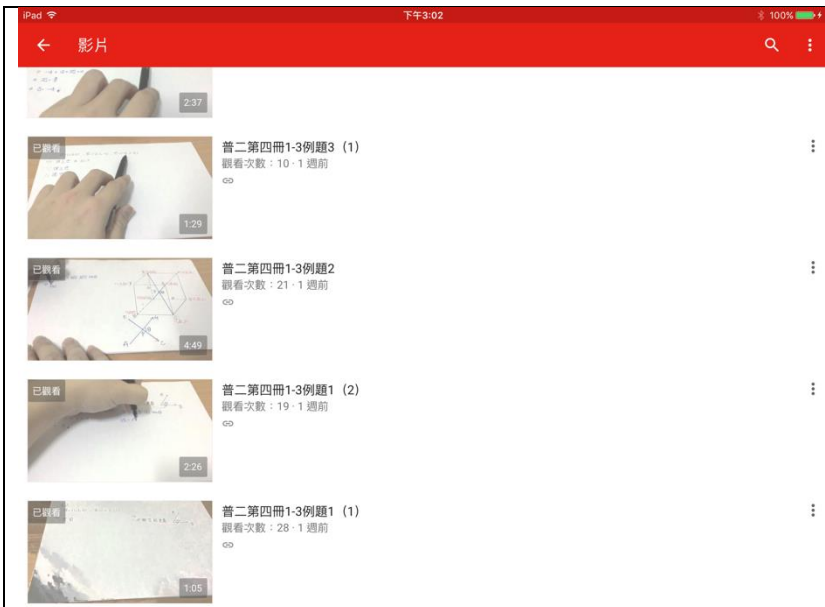 iPad 下午3:02 100%
影片
2:37
已觀看
普二第四冊1-3例題3（1）
觀看次數：10 · 1 週前
1:29
已觀看
普二第四冊1-3例題2
觀看次數：21 · 1 週前
4:49
已觀看
普二第四冊1-3例題1（2）
觀看次數：19 · 1 週前
2:26
已觀看
普二第四冊1-3例題1（1）
觀看次數：28 · 1 週前
1:05